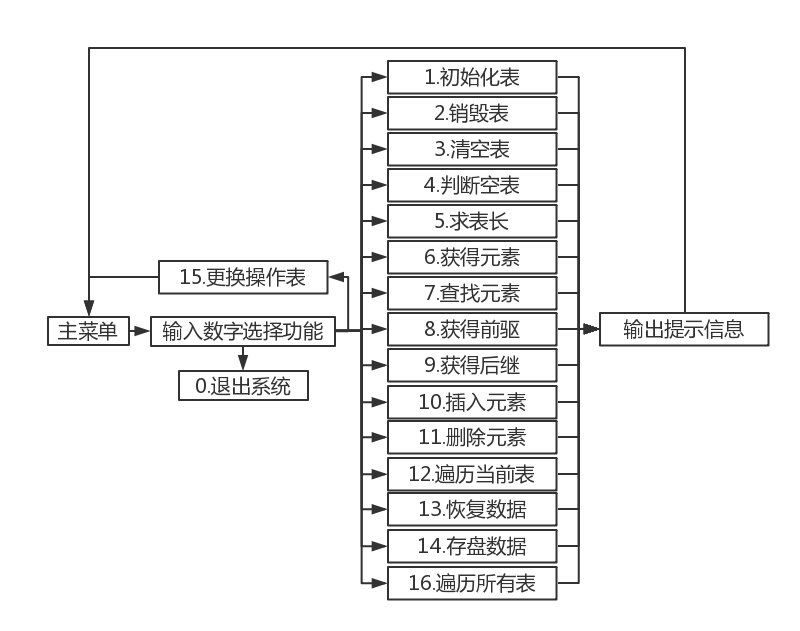 1.初始化表
2.销毁表
3.清空表
4.判断空表
5.求表长
6.获得元素
15.更换操作表
7.查找元素
主菜单
输入数字选择功能
8.获得前驱
输出提示信息
9.获得后继
0.退出系统
10.插入元素
11.删除元素
12.遍历当前表
13.恢复数据
14.存盘数据
16.遍历所有表